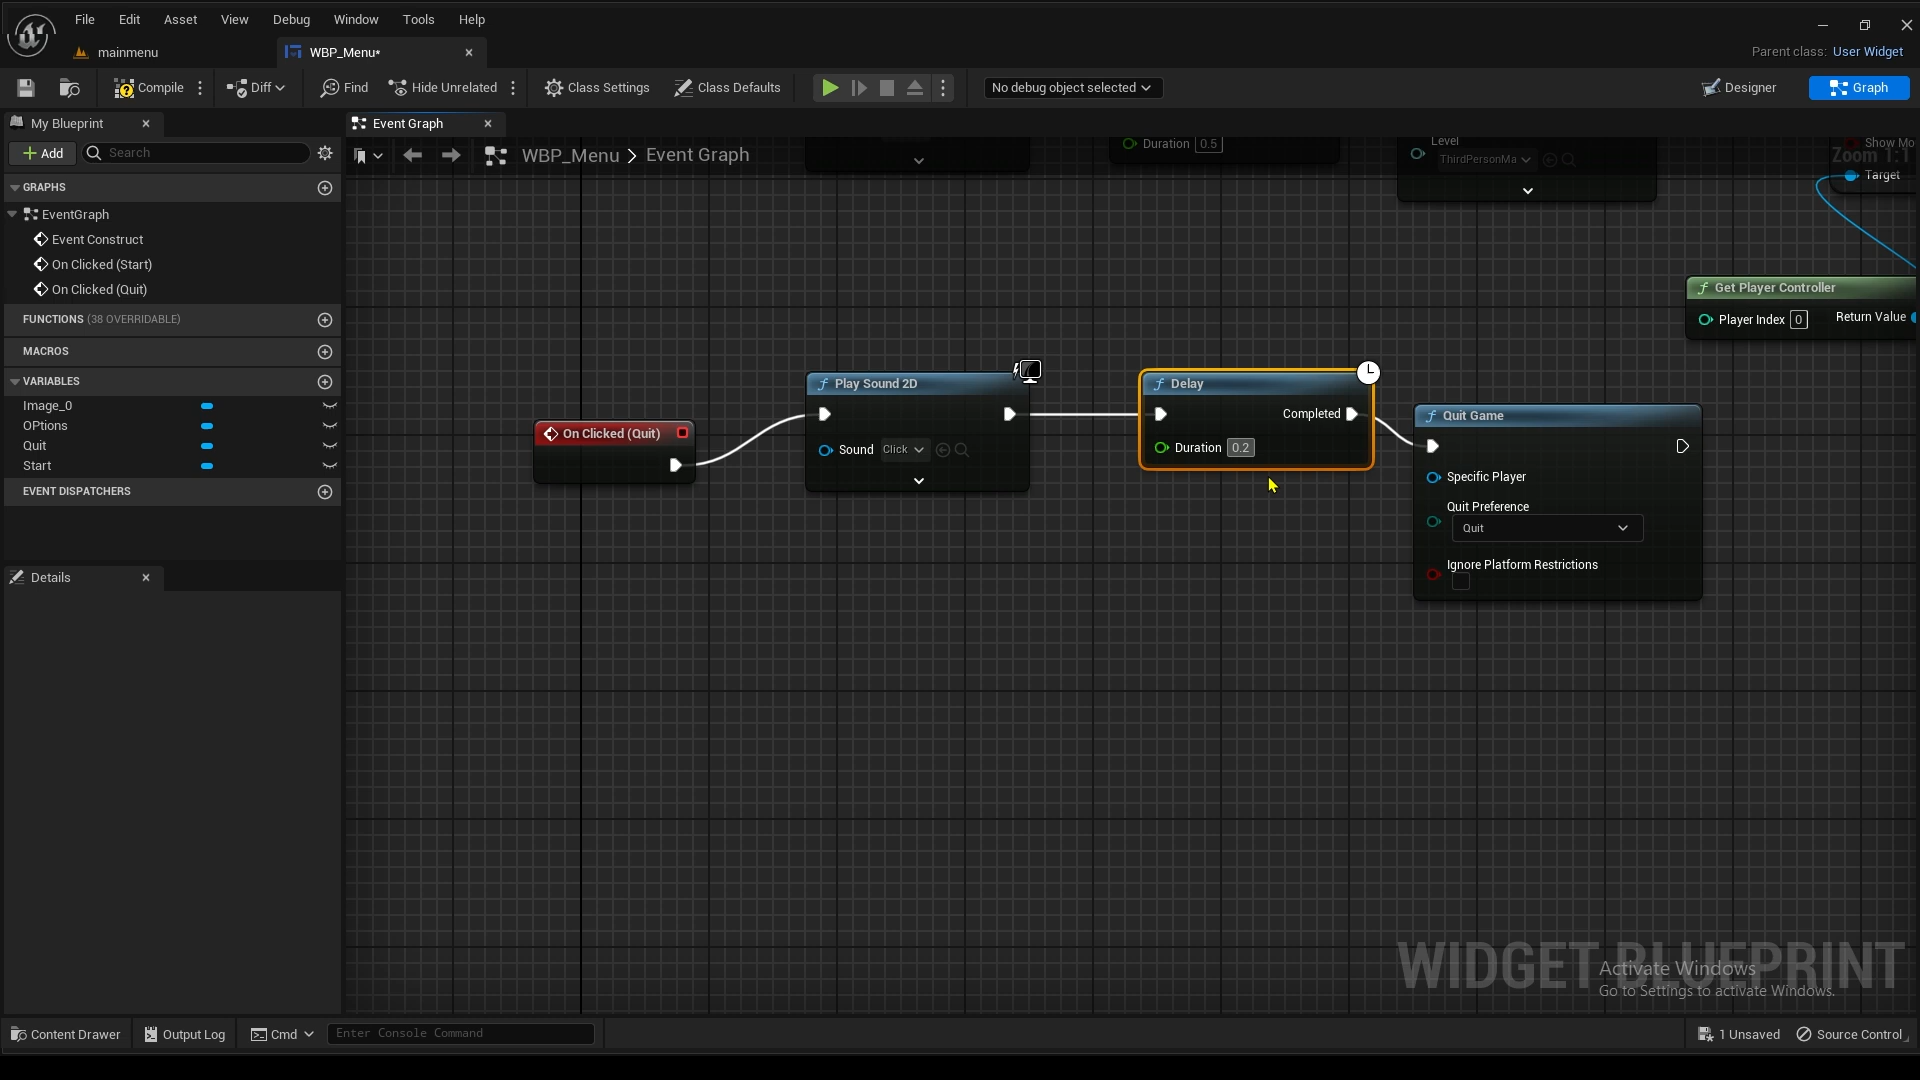 File Edit Asset View Debug Window Tools Help
mainmenu
WBP_Menu*
Parent class: User Widget
Compile
Diff
Find
Hide Unrelated
Class Settings
Class Defaults
No debug object selected
Designer
Graph
My Blueprint
Event Graph
Add
Search
WBP_Menu > Event Graph
GRAPHS
EventGraph
Event Construct
On Clicked (Start)
On Clicked (Quit)
FUNCTIONS (38 OVERRIDABLE)
MACROS
VARIABLES
Image_0
OPtions
Quit
Start
EVENT DISPATCHERS
Details
Duration 0.5
Level
ThirdPersonMa
Show Mo
Zoom 1:1
Target
Get Player Controller
Player Index 0
Return Value
On Clicked (Quit)
Play Sound 2D
Sound Click
Delay
Completed
Duration 0.2
Quit Game
Specific Player
Quit Preference
Quit
Ignore Platform Restrictions
WIDGET BLUEPRINT
Activate Windows
Go to Settings to activate Windows.
Content Drawer
Output Log
Cmd
Enter Console Command
1 Unsaved
Source Control